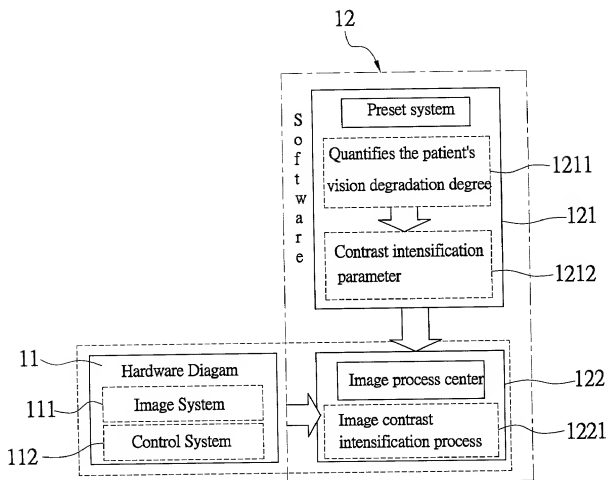 12
Software
Preset system
Quantifies the patient's
vision degradation degree
1211
121
Contrast intensification
parameter
1212
11
Hardware Diagam
Image System
111
Control System
112
Image process center
122
Image contrast
intensification process
1221